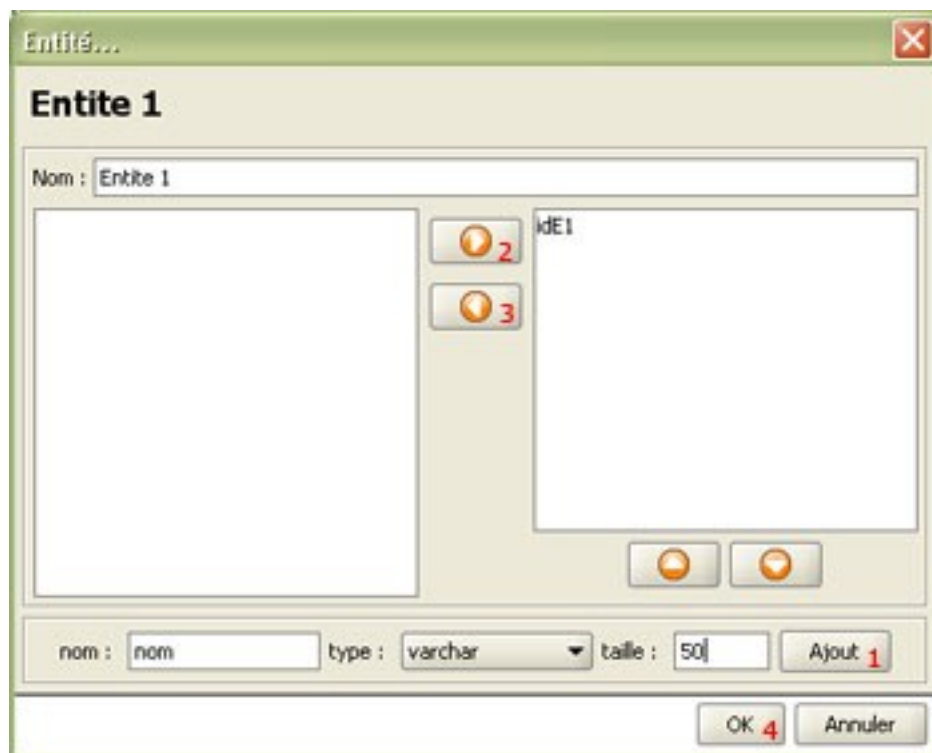 Entité...
Entite 1
Nom : Entite 1
2
idE1
3
nom : nom type : varchar taille : 50 Ajout 1
OK 4 Annuler